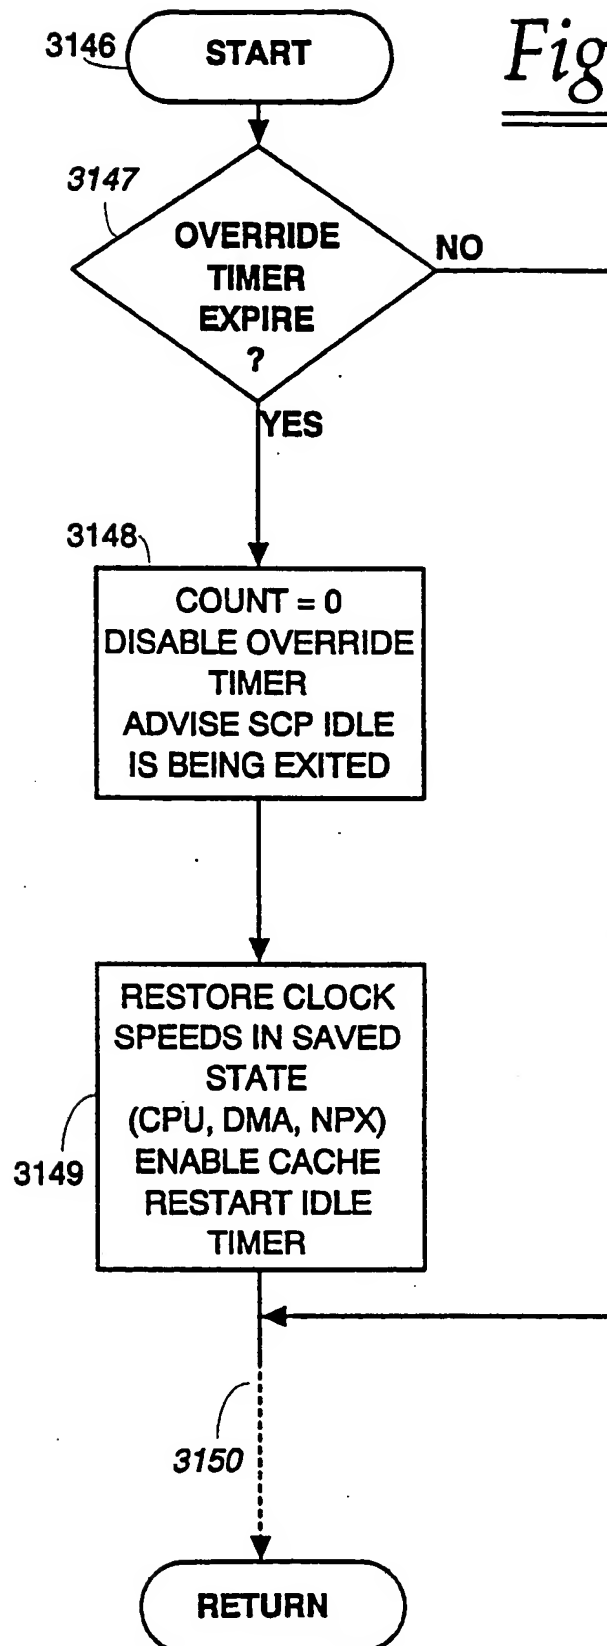 3146
START
Fig
3147
OVERRIDE
TIMER
EXPIRE
?
NO
YES
3148
COUNT = 0
DISABLE OVERRIDE
TIMER
ADVISE SCP IDLE
IS BEING EXITED
RESTORE CLOCK
SPEEDS IN SAVED
STATE
(CPU, DMA, NPX)
ENABLE CACHE
RESTART IDLE
TIMER
3149
3150
RETURN